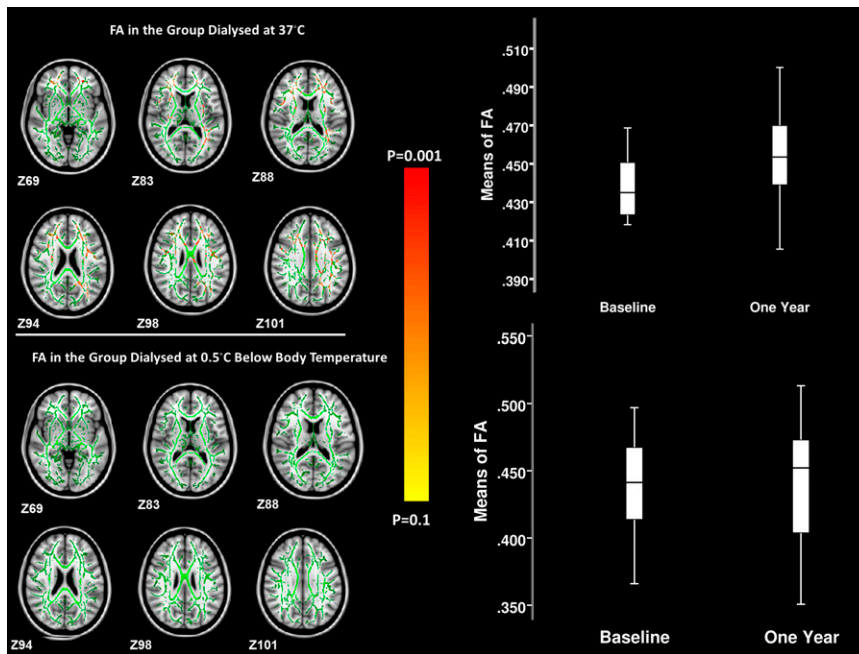 FA in the Group Dialysed at 37°C
Z69
Z83
Z88
Z94
Z98
Z101
FA in the Group Dialysed at 0.5°C Below Body Temperature
Z69
Z83
Z88
Z94
Z98
Z101
P=0.001
P=0.1
Means of FA
.510
.490
.470
.450
.430
.410
.390
Baseline
One Year
Means of FA
.550
.500
.450
.400
.350
Baseline
One Year